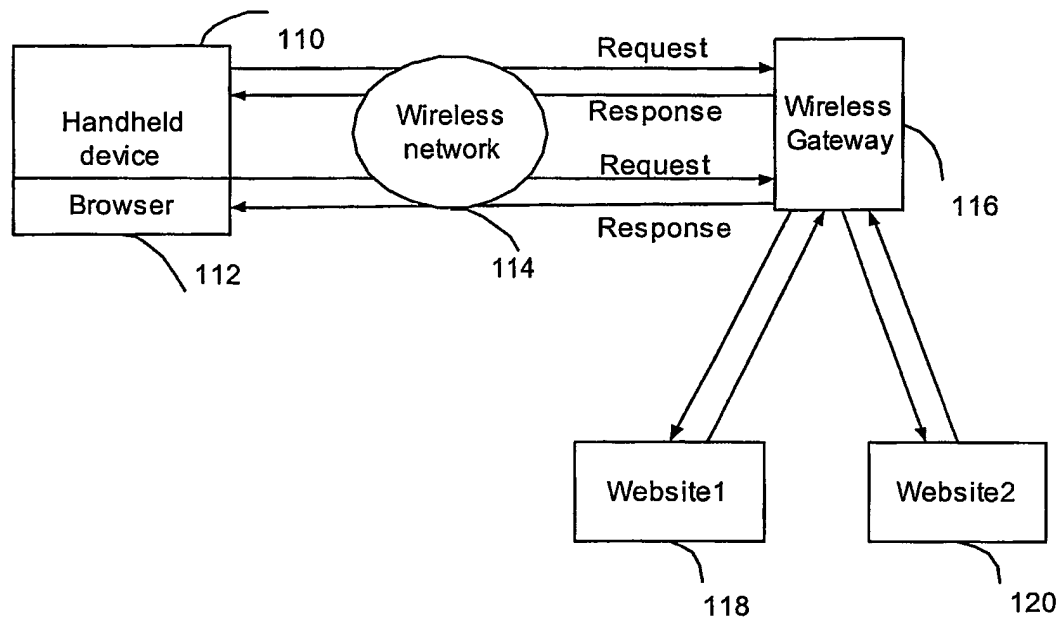 110
Request
Handheld
device
Wireless
network
Response
Wireless
Gateway
Request
Browser
Response
116
112
114
Website1
Website2
118
120